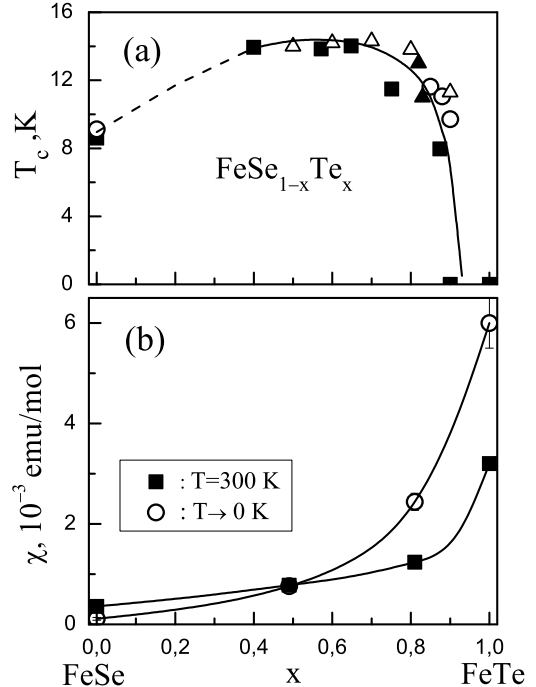 (a)
16
12
8
4
0
T_c ,K
FeSe_{1-x}Te_x
(b)
6
4
2
0
χ, 10^{-3} emu/mol
: T=300 K
: T→ 0 K
0,0 0,2 0,4 0,6 0,8 1,0
FeSe x FeTe